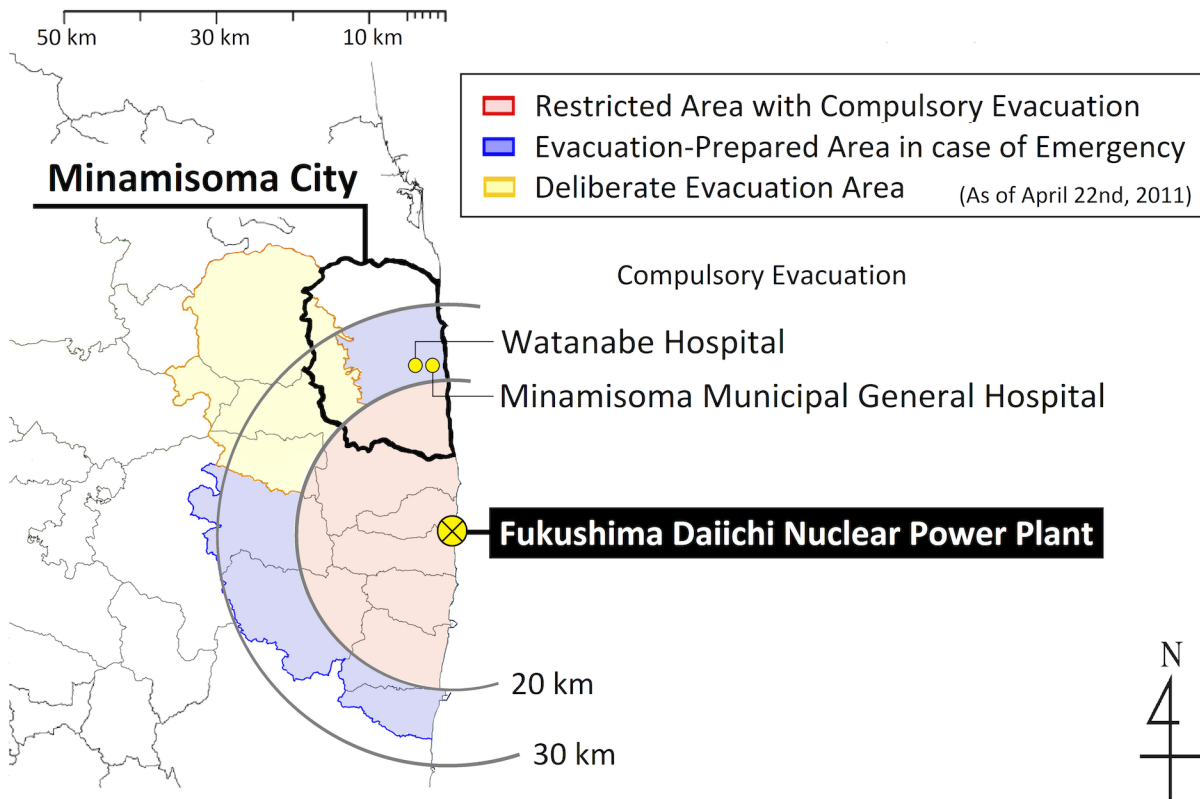 50 km 30 km 10 km
Restricted Area with Compulsory Evacuation
Evacuation-Prepared Area in case of Emergency
Deliberate Evacuation Area
(As of April 22nd, 2011)
Minamisoma City
Compulsory Evacuation
Watanabe Hospital
Minamisoma Municipal General Hospital
Fukushima Daiichi Nuclear Power Plant
20 km
30 km
N